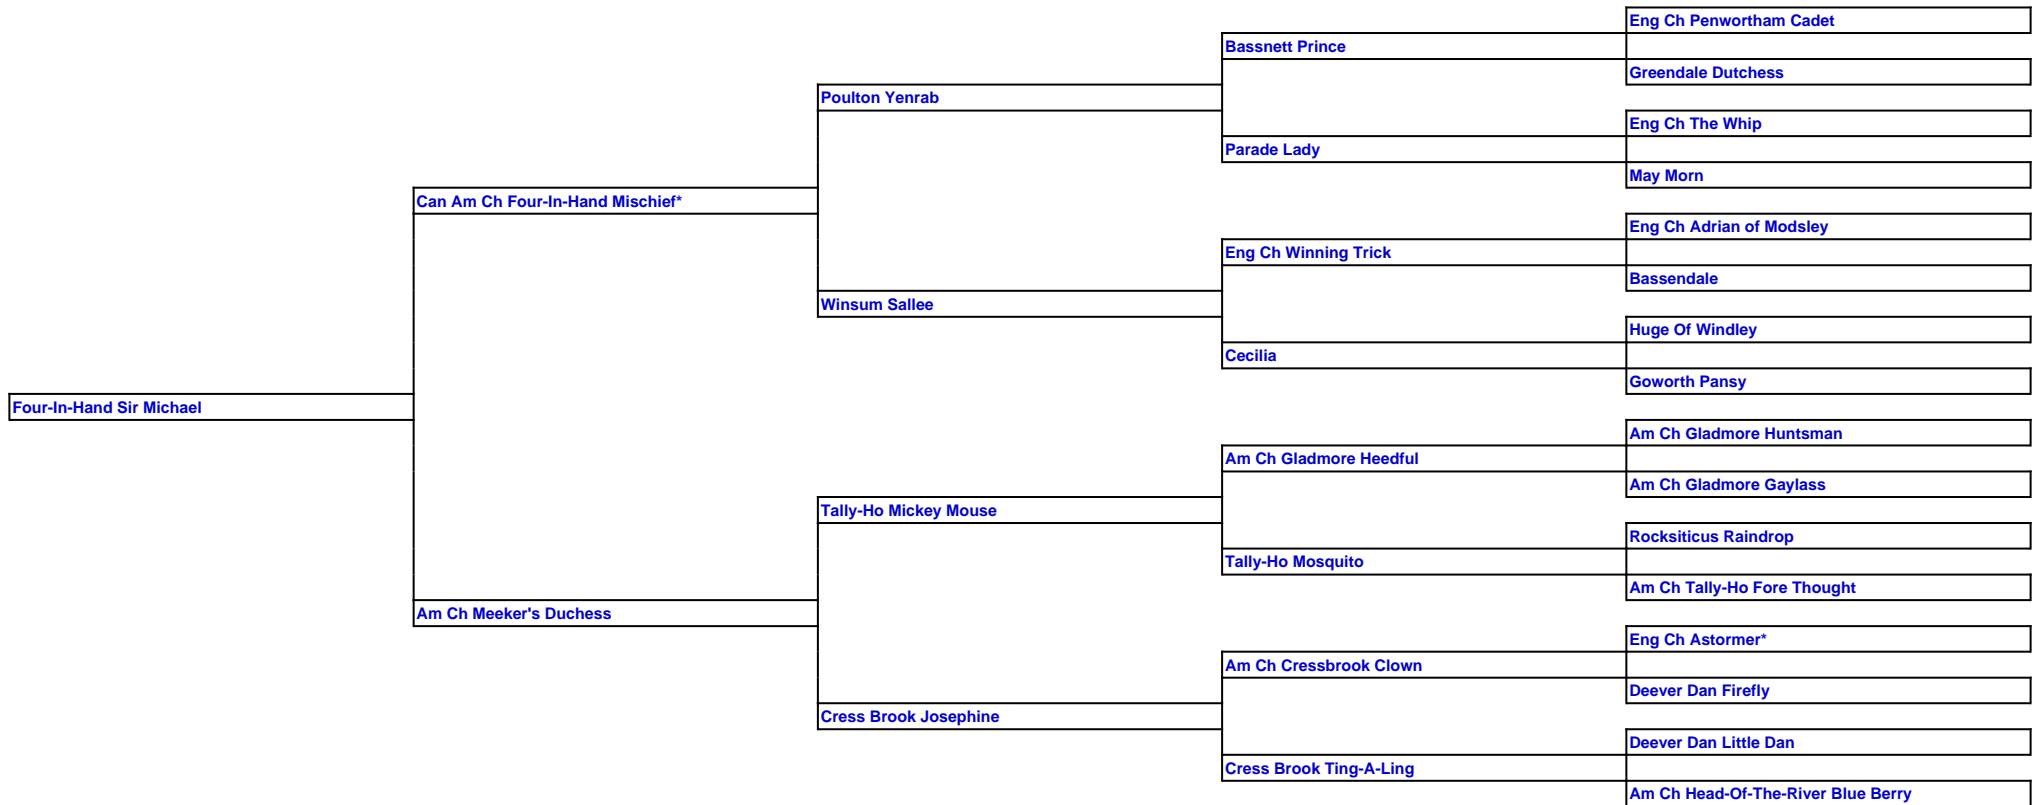 Eng Ch Penwortham Cadet
Bassnett Prince
Greendale Dutchess
Poulton Yenrab
Eng Ch The Whip
Parade Lady
May Morn
Can Am Ch Four-In-Hand Mischief*
Eng Ch Adrian of Modsley
Eng Ch Winning Trick
Bassendale
Winsum Sallee
Huge Of Windley
Cecilia
Goworth Pansy
Four-In-Hand Sir Michael
Am Ch Gladmore Huntsman
Am Ch Gladmore Heedful
Am Ch Gladmore Gaylass
Tally-Ho Mickey Mouse
Rocksiticus Raindrop
Tally-Ho Mosquito
Am Ch Tally-Ho Fore Thought
Am Ch Meeker's Duchess
Eng Ch Astormer*
Am Ch Cressbrook Clown
Deever Dan Firefly
Cress Brook Josephine
Deever Dan Little Dan
Cress Brook Ting-A-Ling
Am Ch Head-Of-The-River Blue Berry